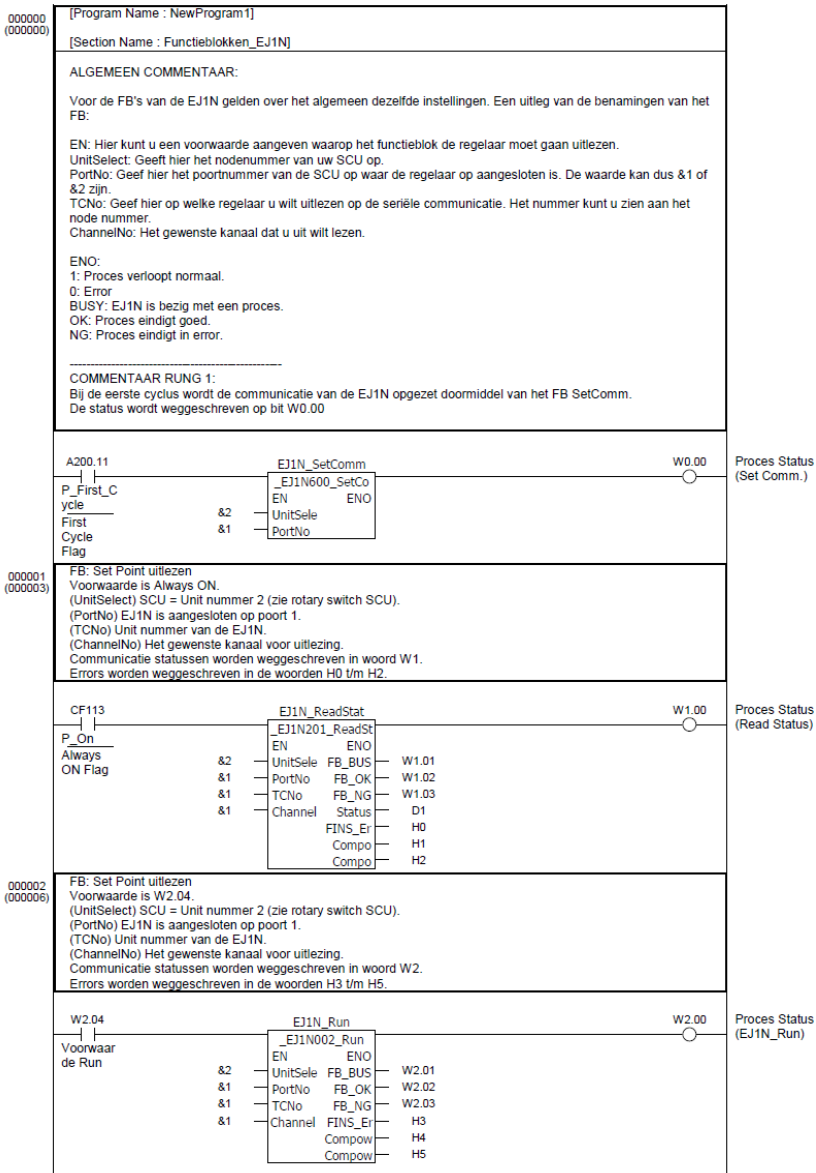 000000
(000000)
[Program Name : NewProgram1]
[Section Name : Functieblokken_EJ1N]
ALGEMEEN COMMENTAAR:
Voor de FB's van de EJ1N gelden over het algemeen dezelfde instellingen. Een uitleg van de benamingen van het
FB:
EN: Hier kunt u een voorwaarde aangeven waarop het functieblok de regelaar moet gaan uitlezen.
UnitSelect: Geeft hier het nodenummer van uw SCU op.
PortNo: Geef hier het poortnummer van de SCU op waar de regelaar op aangesloten is. De waarde kan dus &1 of
&2 zijn.
TCNo: Geef hier op welke regelaar u wilt uitlezen op de seriële communicatie. Het nummer kunt u zien aan het
node nummer.
ChannelNo: Het gewenste kanaal dat u uit wilt lezen.
ENO:
1: Proces verloopt normaal.
0: Error
BUSY: EJ1N is bezig met een proces.
OK: Proces eindigt goed.
NG: Proces eindigt in error.
---------------------------------------------------
COMMENTAAR RUNG 1:
Bij de eerste cyclus wordt de communicatie van de EJ1N opgezet doormiddel van het FB SetComm.
De status wordt weggeschreven op bit W0.00
A200.11 EJ1N_SetComm W0.00 Proces Status
(Set Comm.)
P_First_C
ycle
First
Cycle
Flag
_EJ1N600_SetCo
EN ENO
&2 UnitSele
&1 PortNo
000001
(000003)
FB: Set Point uitlezen
Voorwaarde is Always ON.
(UnitSelect) SCU = Unit nummer 2 (zie rotary switch SCU).
(PortNo) EJ1N is aangesloten op poort 1.
(TCNo) Unit nummer van de EJ1N.
(ChannelNo) Het gewenste kanaal voor uitlezing.
Communicatie statussen worden weggeschreven in woord W1.
Errors worden weggeschreven in de woorden H0 t/m H2.
CF113 EJ1N_ReadStat W1.00 Proces Status
(Read Status)
P_On
Always
ON Flag
_EJ1N201_ReadSt
EN ENO
&2 UnitSele FB_BUS W1.01
&1 PortNo FB_OK W1.02
&1 TCNo FB_NG W1.03
&1 Channel Status D1
FINS_Er H0
Compo H1
Compo H2
000002
(000006)
FB: Set Point uitlezen
Voorwaarde is W2.04.
(UnitSelect) SCU = Unit nummer 2 (zie rotary switch SCU).
(PortNo) EJ1N is aangesloten op poort 1.
(TCNo) Unit nummer van de EJ1N.
(ChannelNo) Het gewenste kanaal voor uitlezing.
Communicatie statussen worden weggeschreven in woord W2.
Errors worden weggeschreven in de woorden H3 t/m H5.
W2.04 EJ1N_Run W2.00 Proces Status
(EJ1N_Run)
Voorwaar
de Run
_EJ1N002_Run
EN ENO
&2 UnitSele FB_BUS W2.01
&1 PortNo FB_OK W2.02
&1 TCNo FB_NG W2.03
&1 Channel FINS_Er H3
Compow H4
Compow H5